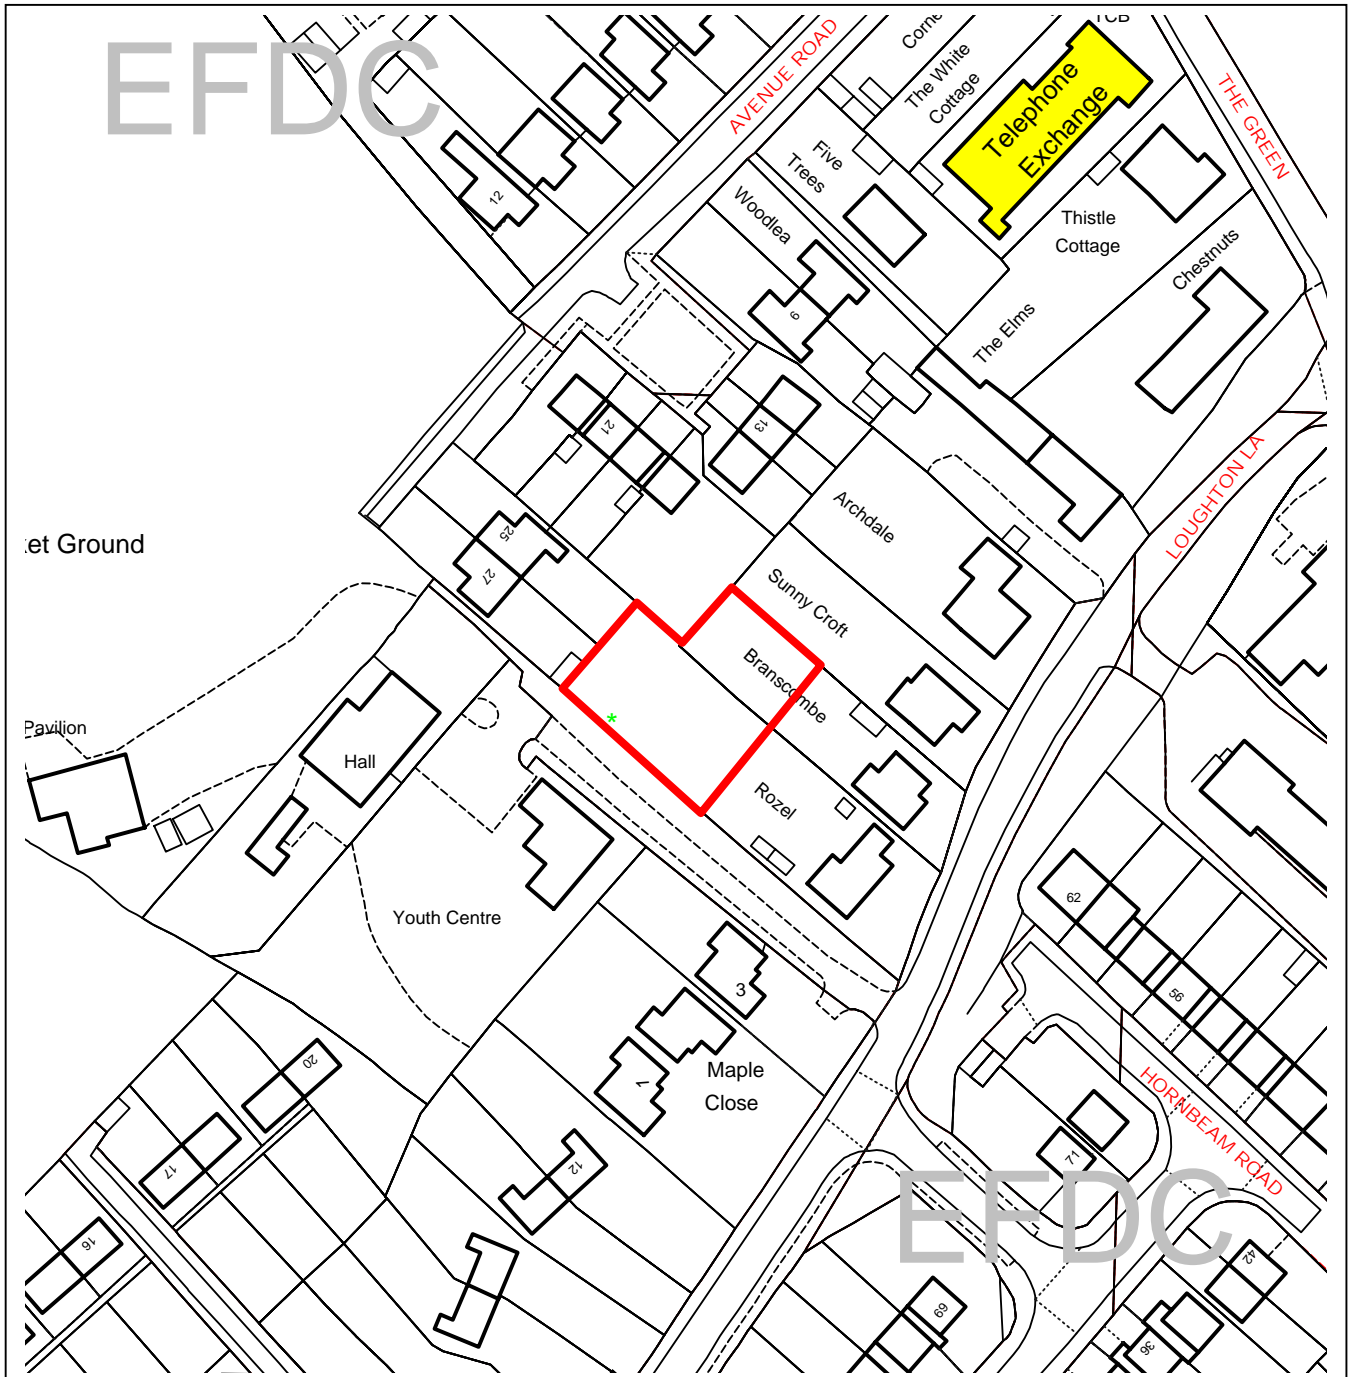 EFDC
AVENUE ROAD
Corne
TCB
The White
Cottage
Telephone
Exchange
THE GREEN
Five
Trees
12
Woodlea
Thistle
Cottage
Chestnuts
9
The Elms
21
13
LOUGHTON LA
Archdale
ket Ground
25
27
Sunny Croft
Branscombe
*
Pavilion
Hall
Rozel
62
Youth Centre
3
56
20
Maple
Close
7
HORNBEAM ROAD
17
12
71
EFDC
16
42
69
36